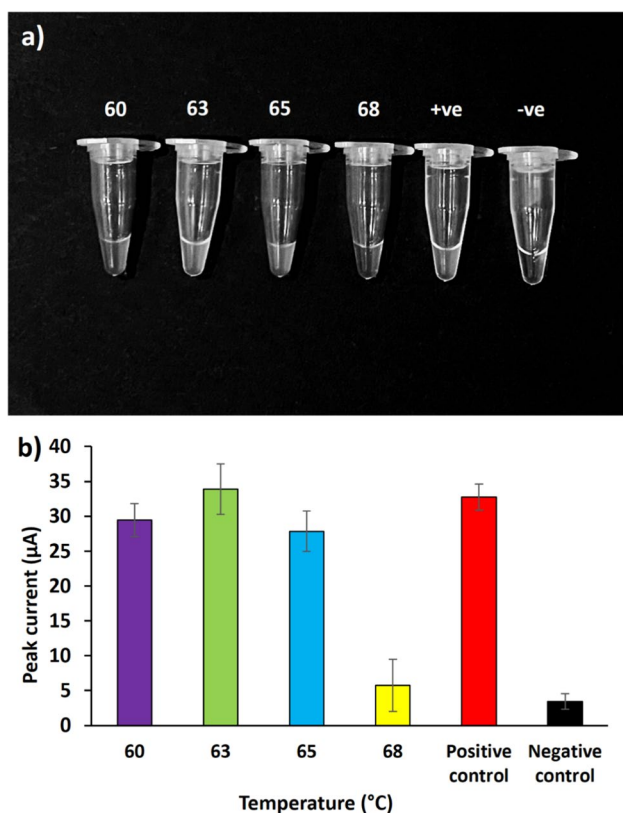 a)
60 63 65 68 +ve -ve
b)
40
35
30
25
20
15
10
5
0
Peak current (µA)
60 63 65 68 Positive control Negative control
Temperature (°C)